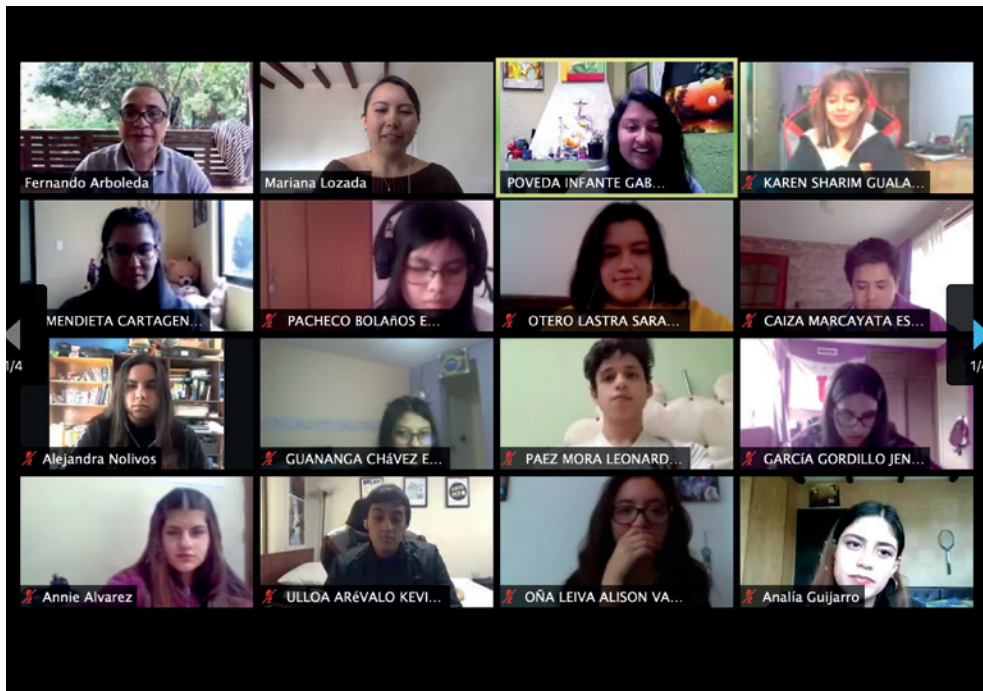 Fernando Arboleda
Mariana Lozada
POVEDA INFANTE GAB...
KAREN SHARIM GUALA...
MENDIETA CARTAGEN...
PACHECO BOLAñOS E...
OTERO LASTRA SARA...
CAIZA MARCAYATA ES...
1/4
1/4
Alejandra Nolivos
GUANANGA CHáVEZ E...
PAEZ MORA LEONARD...
GARCíA GORDILLO JEN...
Annie Alvarez
ULLOA ARéVALO KEVI...
OÑA LEIVA ALISON VA...
Analía Guijarro